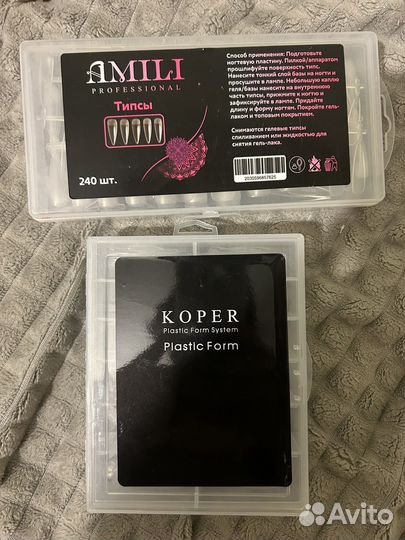 AMILI
PROFESSIONAL
Типсы
240 шт.
Способ применения: Подготовьте
ногтевую пластину. Пилкой/аппаратом
прошлифуйте поверхность типс.
Нанесите тонкий слой базы на ногти и
просушите в лампе. Небольшую каплю
геля/базы нанесите на внутреннюю
часть типсы, прижмите к ногтю и
зафиксируйте в лампе. Придайте
длину и форму ногтям. Покройте гель-
лаком и топовым покрытием.
Снимаются гелевые типсы
спиливанием или жидкостью для
снятия гель-лака.
2030596857625
KOPER
Plastic Form System
Plastic Form
Avito